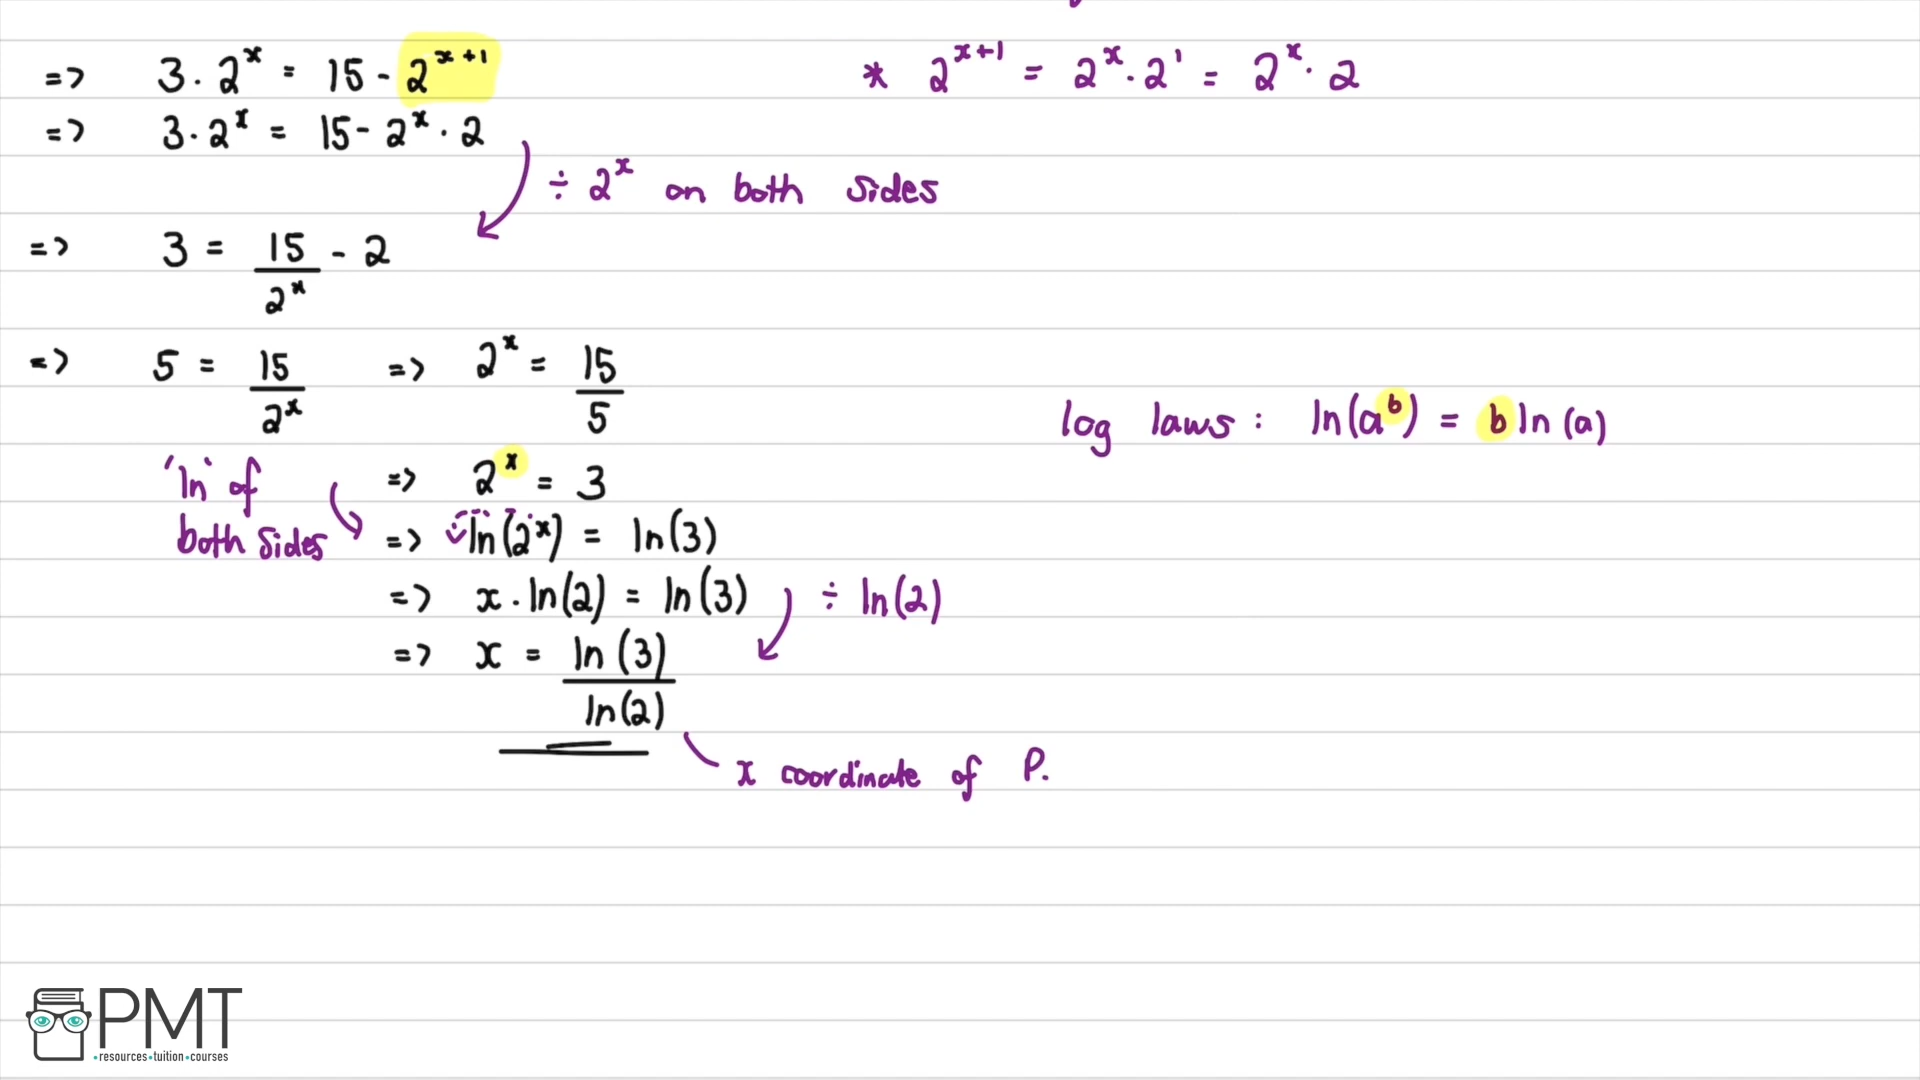 => 3 · 2^x = 15 - 2^(x+1)
* 2^(x+1) = 2^x · 2^1 = 2^x · 2
=> 3 · 2^x = 15 - 2^x · 2
÷ 2^x on both sides
=> 3 = 15/2^x - 2
=> 5 = 15/2^x => 2^x = 15/5
log laws: ln(a^b) = b ln(a)
=> 2^x = 3
'ln' of
both sides
=> ln(2^x) = ln(3)
=> x · ln(2) = ln(3)
÷ ln(2)
=> x = ln(3)/ln(2)
x coordinate of P.
PMT
•resources•tuition•courses